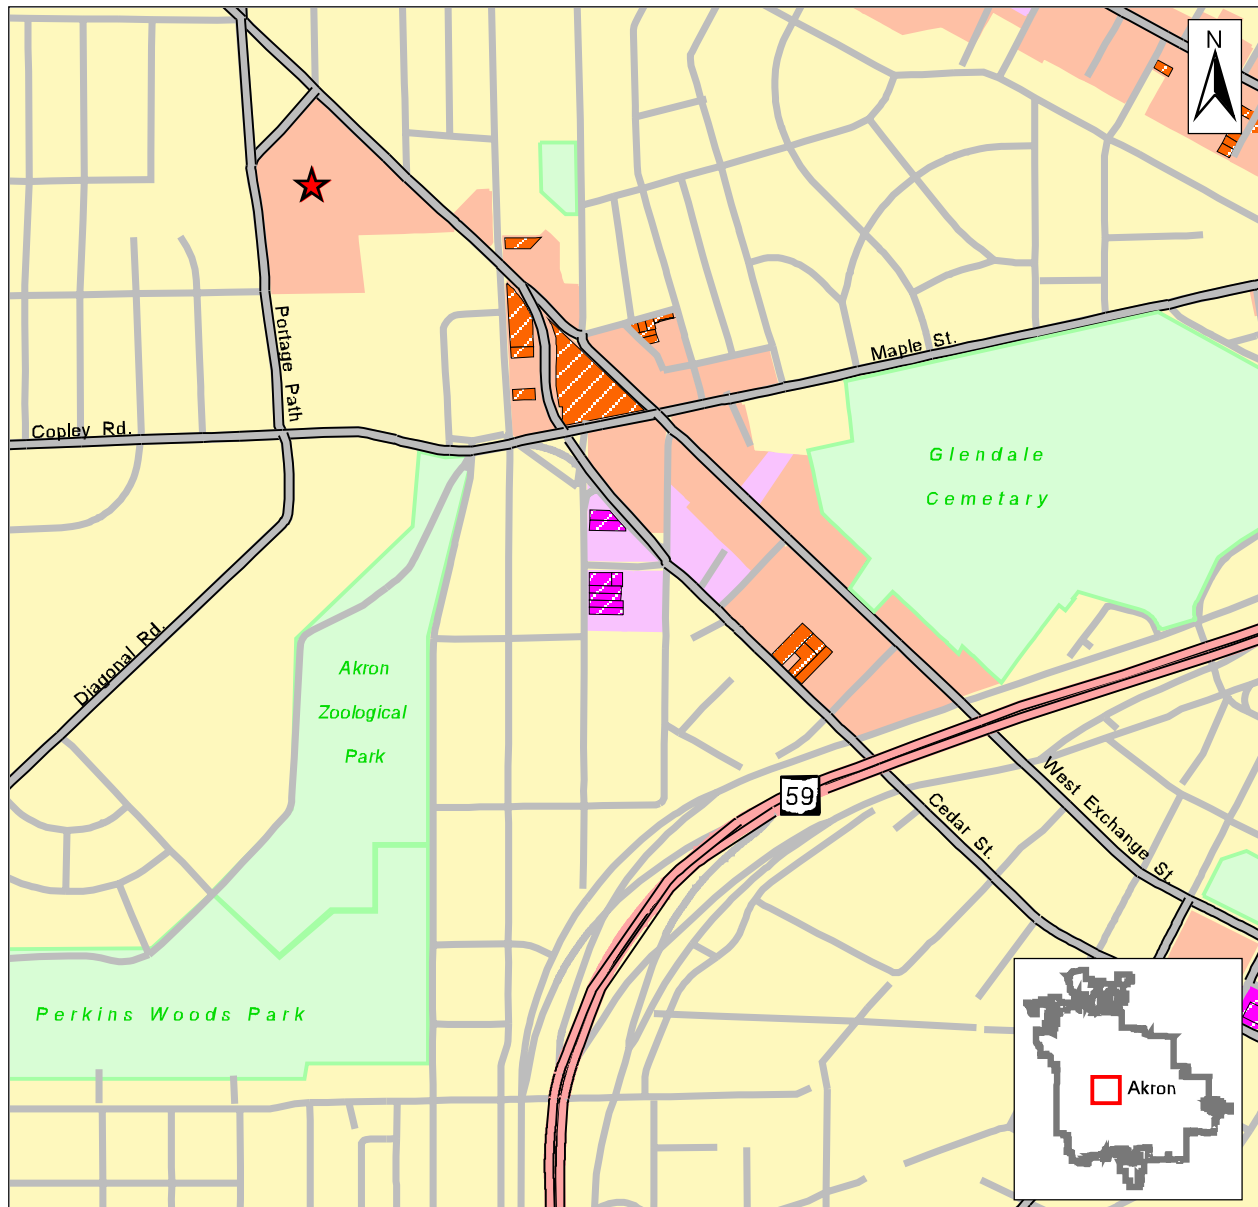 N
Portage Path
Maple St.
Copley Rd.
Glendale
Cemetary
Diagonal Rd.
Akron
Zoological
Park
59
West Exchange St.
Cedar St.
Perkins Woods Park
Akron